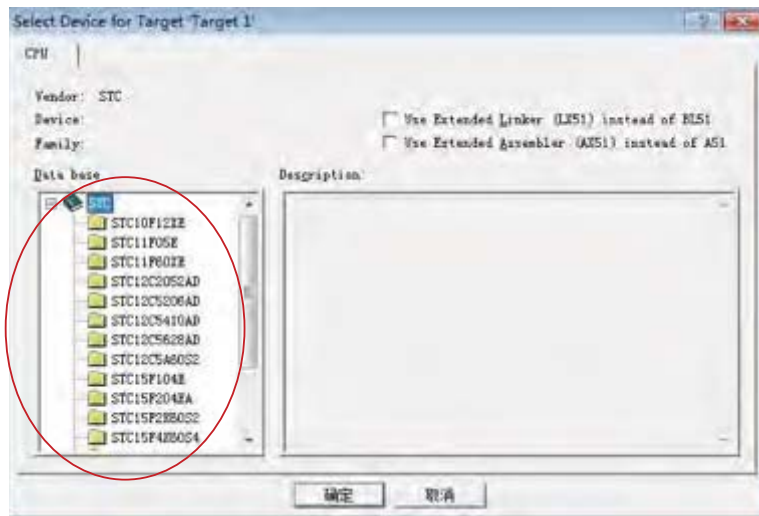 Select Device for Target 'Target 1'
CPU
Vendor: STC
Device:
Family:
Use Extended Linker (LX51) instead of BL51
Use Extended Assembler (AX51) instead of A51
Data base
Description:
STC
STC10F12XE
STC11F05E
STC11F60XE
STC12C2052AD
STC12C5206AD
STC12C5410AD
STC12C5628AD
STC12C5A60S2
STC15F104E
STC15F204EA
STC15F2K60S2
STC15F4K60S4
确定
取消